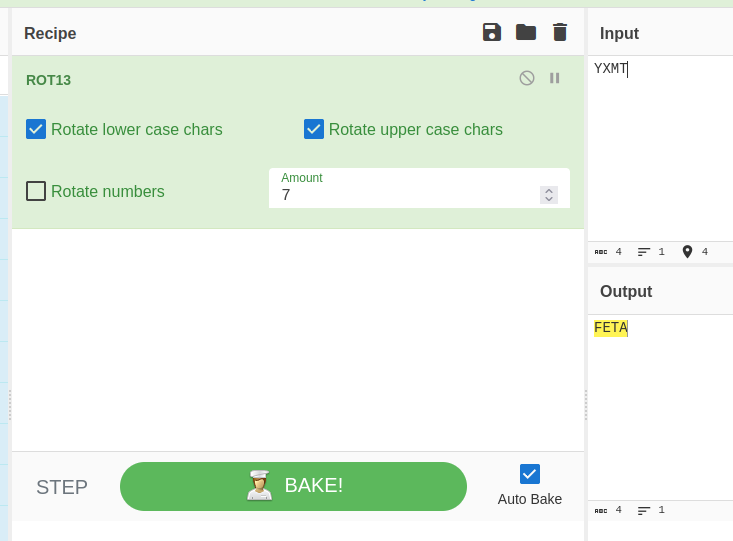 Recipe
ROT13
Rotate lower case chars
Rotate upper case chars
Rotate numbers
Amount
7
STEP
BAKE!
Auto Bake
Input
YXMT
ABC 4 1 4
Output
FETA
ABC 4 1